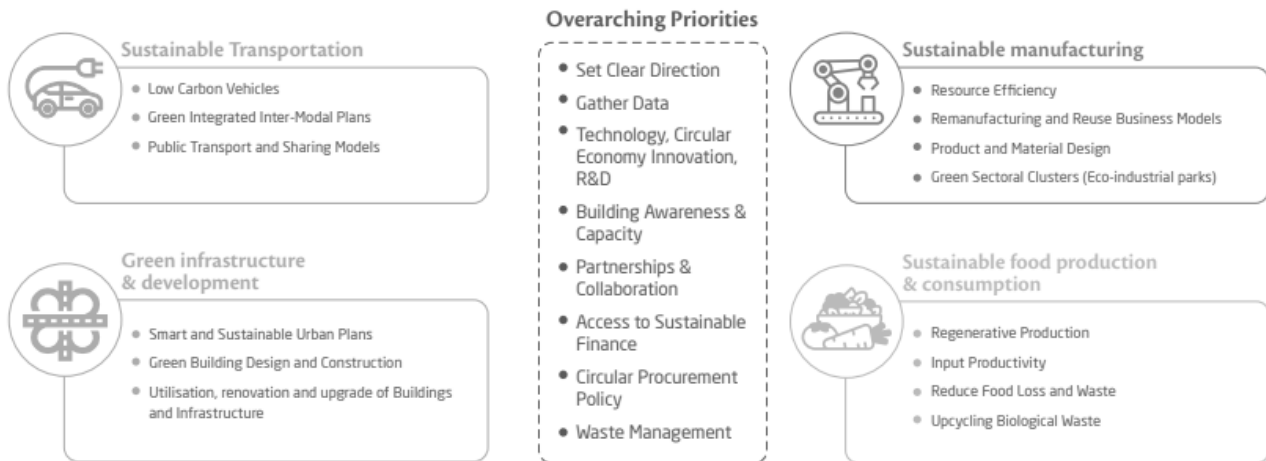 Sustainable Transportation
• Low Carbon Vehicles
• Green Integrated Inter-Modal Plans
• Public Transport and Sharing Models
Green infrastructure
& development
• Smart and Sustainable Urban Plans
• Green Building Design and Construction
• Utilisation, renovation and upgrade of Buildings
and Infrastructure
Overarching Priorities
• Set Clear Direction
• Gather Data
• Technology, Circular
Economy Innovation,
R&D
• Building Awareness &
Capacity
• Partnerships &
Collaboration
• Access to Sustainable
Finance
• Circular Procurement
Policy
• Waste Management
Sustainable manufacturing
• Resource Efficiency
• Remanufacturing and Reuse Business Models
• Product and Material Design
• Green Sectoral Clusters (Eco-industrial parks)
Sustainable food production
& consumption
• Regenerative Production
• Input Productivity
• Reduce Food Loss and Waste
• Upcycling Biological Waste